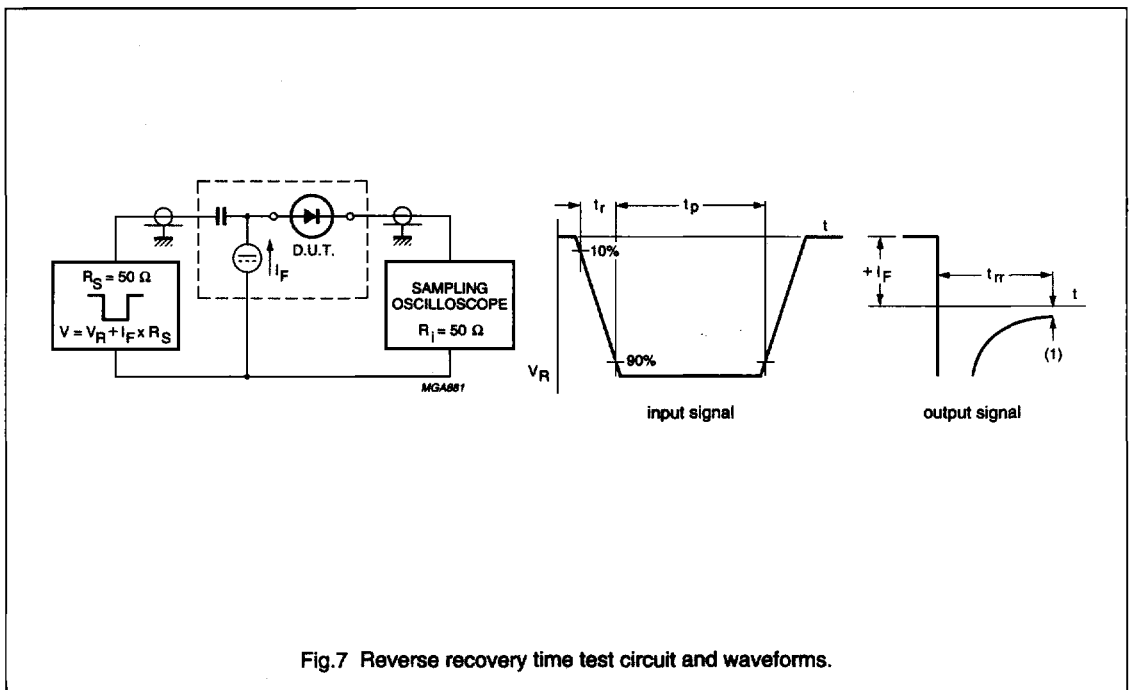 D.U.T.
I_F
R_S = 50 Ω
V = V_R + I_F x R_S
SAMPLING
OSCILLOSCOPE
R_i = 50 Ω
MGA881
t_r
t_p
t
10%
90%
V_R
input signal
+ I_F
t_rr
t
(1)
output signal
Fig.7 Reverse recovery time test circuit and waveforms.